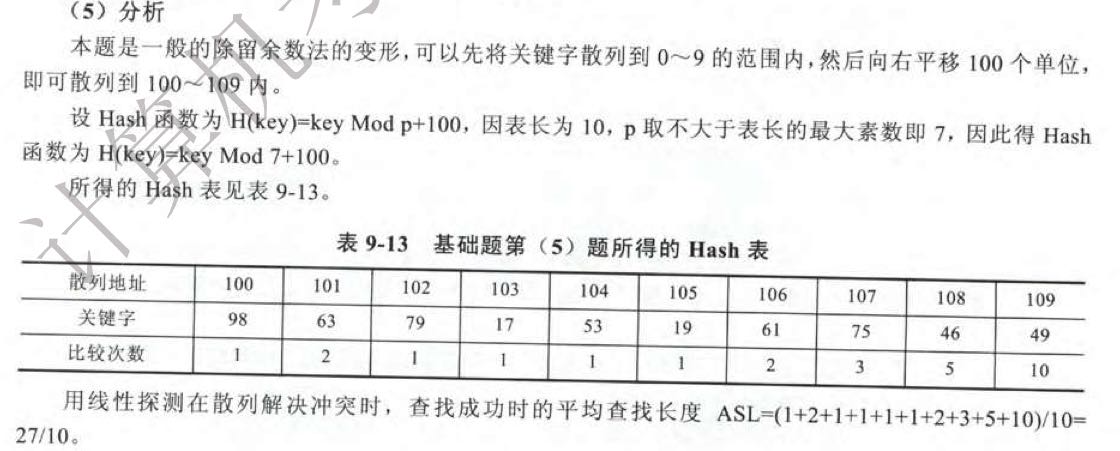 （5）分析
本题是一般的除留余数法的变形，可以先将关键字散列到 0～9 的范围内，然后向右平移 100 个单位，
即可散列到 100～109 内。
设 Hash 函数为 H(key)=key Mod p+100，因表长为 10，p 取不大于表长的最大素数即 7，因此得 Hash
函数为 H(key)=key Mod 7+100。
所得的 Hash 表见表 9-13。
表 9-13 基础题第（5）题所得的 Hash 表
散列地址 100 101 102 103 104 105 106 107 108 109
关键字 98 63 79 17 53 19 61 75 46 49
比较次数 1 2 1 1 1 1 2 3 5 10
用线性探测在散列解决冲突时，查找成功时的平均查找长度 ASL=(1+2+1+1+1+1+2+3+5+10)/10=
27/10。
计算机